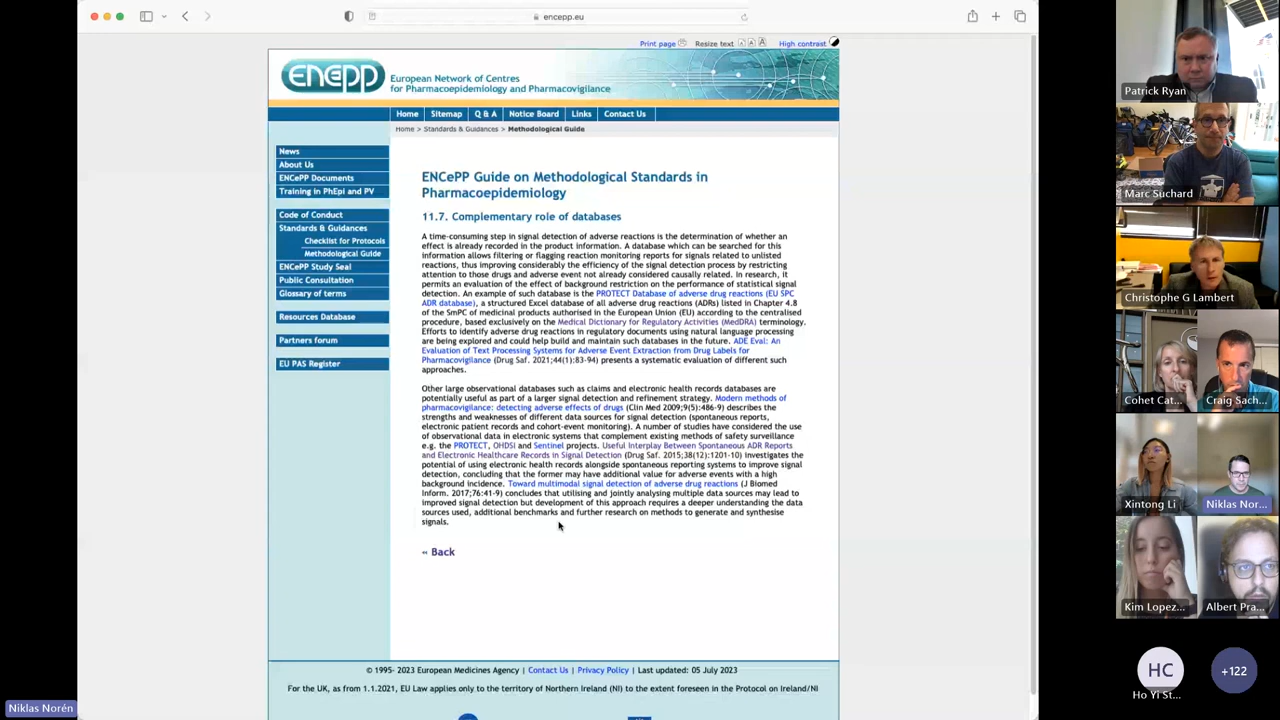 encepp.eu
Print page
Resize text A A A
High contrast
ENCePP
European Network of Centres
for Pharmacoepidemiology and Pharmacovigilance
Home
Sitemap
Q & A
Notice Board
Links
Contact Us
Home > Standards & Guidances > Methodological Guide
News
About Us
ENCePP Documents
Training in PhEpi and PV
Code of Conduct
Standards & Guidances
Checklist for Protocols
Methodological Guide
ENCePP Study Seal
Public Consultation
Glossary of terms
Resources Database
Partners forum
EU PAS Register
ENCePP Guide on Methodological Standards in
Pharmacoepidemiology
11.7. Complementary role of databases
A time-consuming step in signal detection of adverse reactions is the determination of whether an
effect is already recorded in the product information. A database which can be searched for this
information allows filtering or flagging reaction monitoring reports for signals related to unlisted
reactions, thus improving considerably the efficiency of the signal detection process by restricting
attention to those drugs and adverse event not already considered causally related. In research, it
permits an evaluation of the effect of background restriction on the performance of statistical signal
detection. An example of such database is the PROTECT Database of adverse drug reactions (EU SPC
ADR database), a structured Excel database of all adverse drug reactions (ADRs) listed in Chapter 4.8
of the SmPC of medicinal products authorised in the European Union (EU) according to the centralised
procedure, based exclusively on the Medical Dictionary for Regulatory Activities (MedDRA) terminology.
Efforts to identify adverse drug reactions in regulatory documents using natural language processing
are being explored and could help build and maintain such databases in the future. ADE Eval: An
Evaluation of Text Processing Systems for Adverse Event Extraction from Drug Labels for
Pharmacovigilance (Drug Saf. 2021;44(1):83-94) presents a systematic evaluation of different such
approaches.
Other large observational databases such as claims and electronic health records databases are
potentially useful as part of a larger signal detection and refinement strategy. Modern methods of
pharmacovigilance: detecting adverse effects of drugs (Clin Med 2009;9(5):486-9) describes the
strengths and weaknesses of different data sources for signal detection (spontaneous reports,
electronic patient records and cohort-event monitoring). A number of studies have considered the use
of observational data in electronic systems that complement existing methods of safety surveillance
e.g. the PROTECT, OHDSI and Sentinel projects. Useful Interplay Between Spontaneous ADR Reports
and Electronic Healthcare Records in Signal Detection (Drug Saf. 2015;38(12):1201-10) investigates the
potential of using electronic health records alongside spontaneous reporting systems to improve signal
detection, concluding that the former may have additional value for adverse events with a high
background incidence. Toward multimodal signal detection of adverse drug reactions (J Biomed
Inform. 2017;76:41-9) concludes that utilising and jointly analysing multiple data sources may lead to
improved signal detection but development of this approach requires a deeper understanding the data
sources used, additional benchmarks and further research on methods to generate and synthesise
signals.
« Back
© 1995- 2023 European Medicines Agency | Contact Us | Privacy Policy | Last updated: 05 July 2023
For the UK, as from 1.1.2021, EU Law applies only to the territory of Northern Ireland (NI) to the extent foreseen in the Protocol on Ireland/NI
Niklas Norén
Patrick Ryan
Marc Suchard
Christophe G Lambert
Cohet Cat...
Craig Sach...
Xintong Li
Niklas Nor...
Kim Lopez...
Albert Pra...
HC
Ho Yi St...
+122